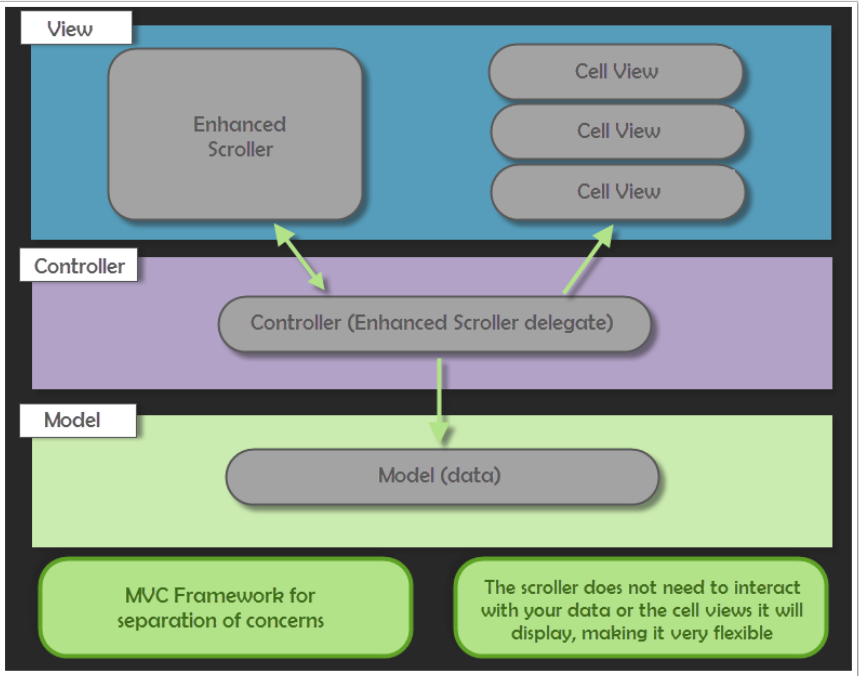 View
Enhanced
Scroller
Cell View
Cell View
Cell View
Controller
Controller (Enhanced Scroller delegate)
Model
Model (data)
MVC Framework for
separation of concerns
The scroller does not need to interact
with your data or the cell views it will
display, making it very flexible